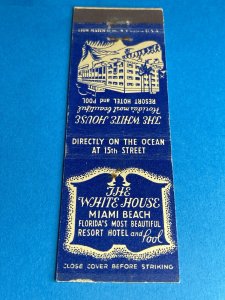 THE WHITE HOUSE
Florida's most beautiful
RESORT HOTEL and POOL
DIRECTLY ON THE OCEAN
AT 15th STREET
THE
WHITE HOUSE
MIAMI BEACH
FLORIDA'S MOST BEAUTIFUL
RESORT HOTEL and Pool
CLOSE COVER BEFORE STRIKING